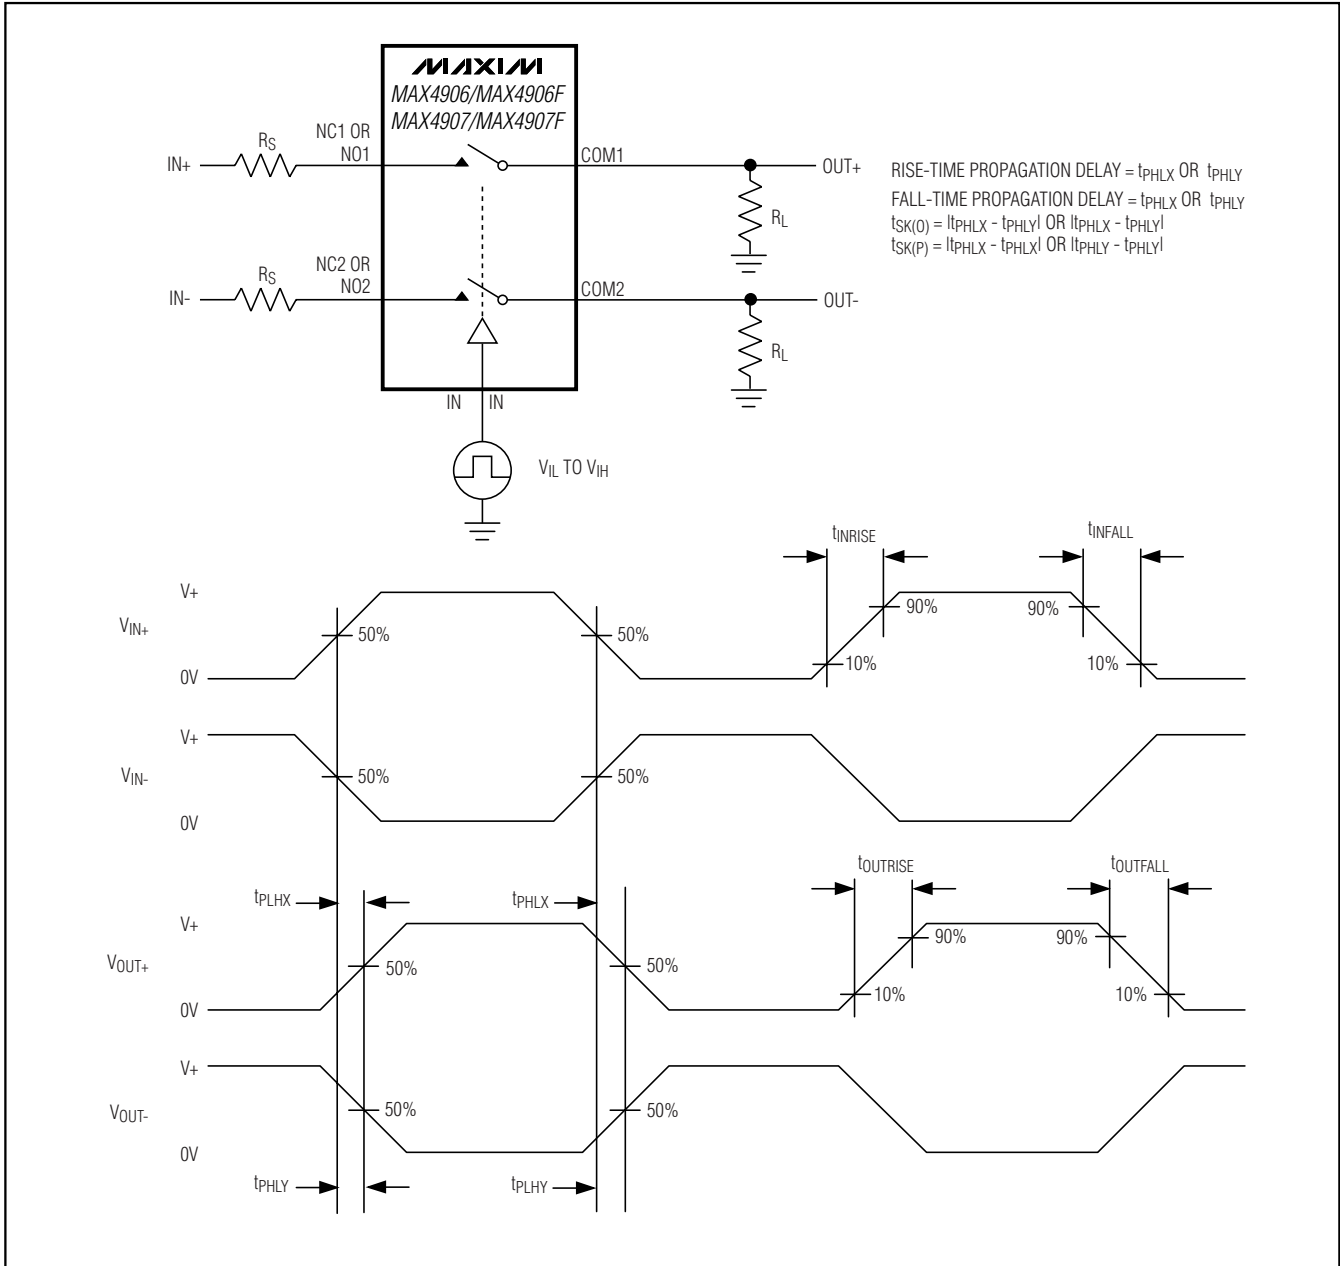 MAXIM
MAX4906/MAX4906F
MAX4907/MAX4907F
IN+
RS
NC1 OR
NO1
COM1
OUT+
RL
RISE-TIME PROPAGATION DELAY = tPHLX OR tPHLY
FALL-TIME PROPAGATION DELAY = tPHLX OR tPHLY
tSK(O) = |tPHLX - tPHLY| OR |tPHLX - tPHLY|
tSK(P) = |tPHLX - tPHLX| OR |tPHLY - tPHLY|
IN-
RS
NC2 OR
NO2
COM2
OUT-
RL
IN
IN
VIL TO VIH
tINRISE
tINFALL
V+
VIN+
0V
50%
50%
90%
10%
90%
10%
V+
VIN-
0V
50%
50%
tOUTRISE
tOUTFALL
tPLHX
tPHLX
V+
VOUT+
0V
50%
50%
90%
10%
90%
10%
V+
VOUT-
0V
50%
50%
tPHLY
tPLHY